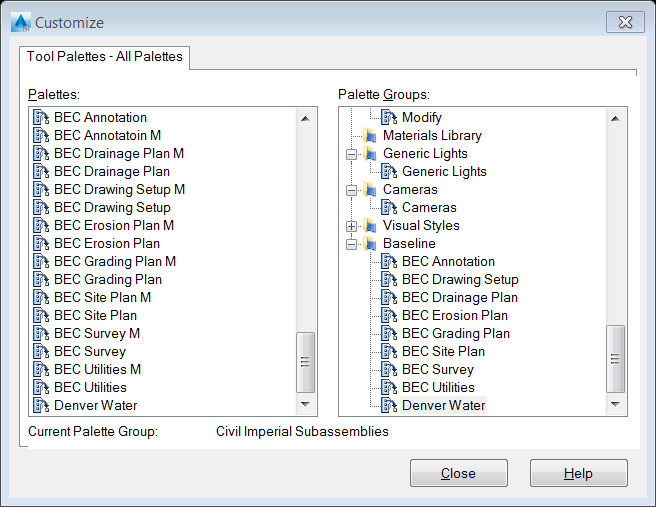 Customize
Tool Palettes - All Palettes
Palettes:
BEC Annotation
BEC Annotatoin M
BEC Drainage Plan M
BEC Drainage Plan
BEC Drawing Setup M
BEC Drawing Setup
BEC Erosion Plan M
BEC Erosion Plan
BEC Grading Plan M
BEC Grading Plan
BEC Site Plan M
BEC Site Plan
BEC Survey M
BEC Survey
BEC Utilities M
BEC Utilities
Denver Water
Palette Groups:
Modify
Materials Library
Generic Lights
Generic Lights
Cameras
Cameras
Visual Styles
Baseline
BEC Annotation
BEC Drawing Setup
BEC Drainage Plan
BEC Erosion Plan
BEC Grading Plan
BEC Site Plan
BEC Survey
BEC Utilities
Denver Water
Current Palette Group: Civil Imperial Subassemblies
Close
Help